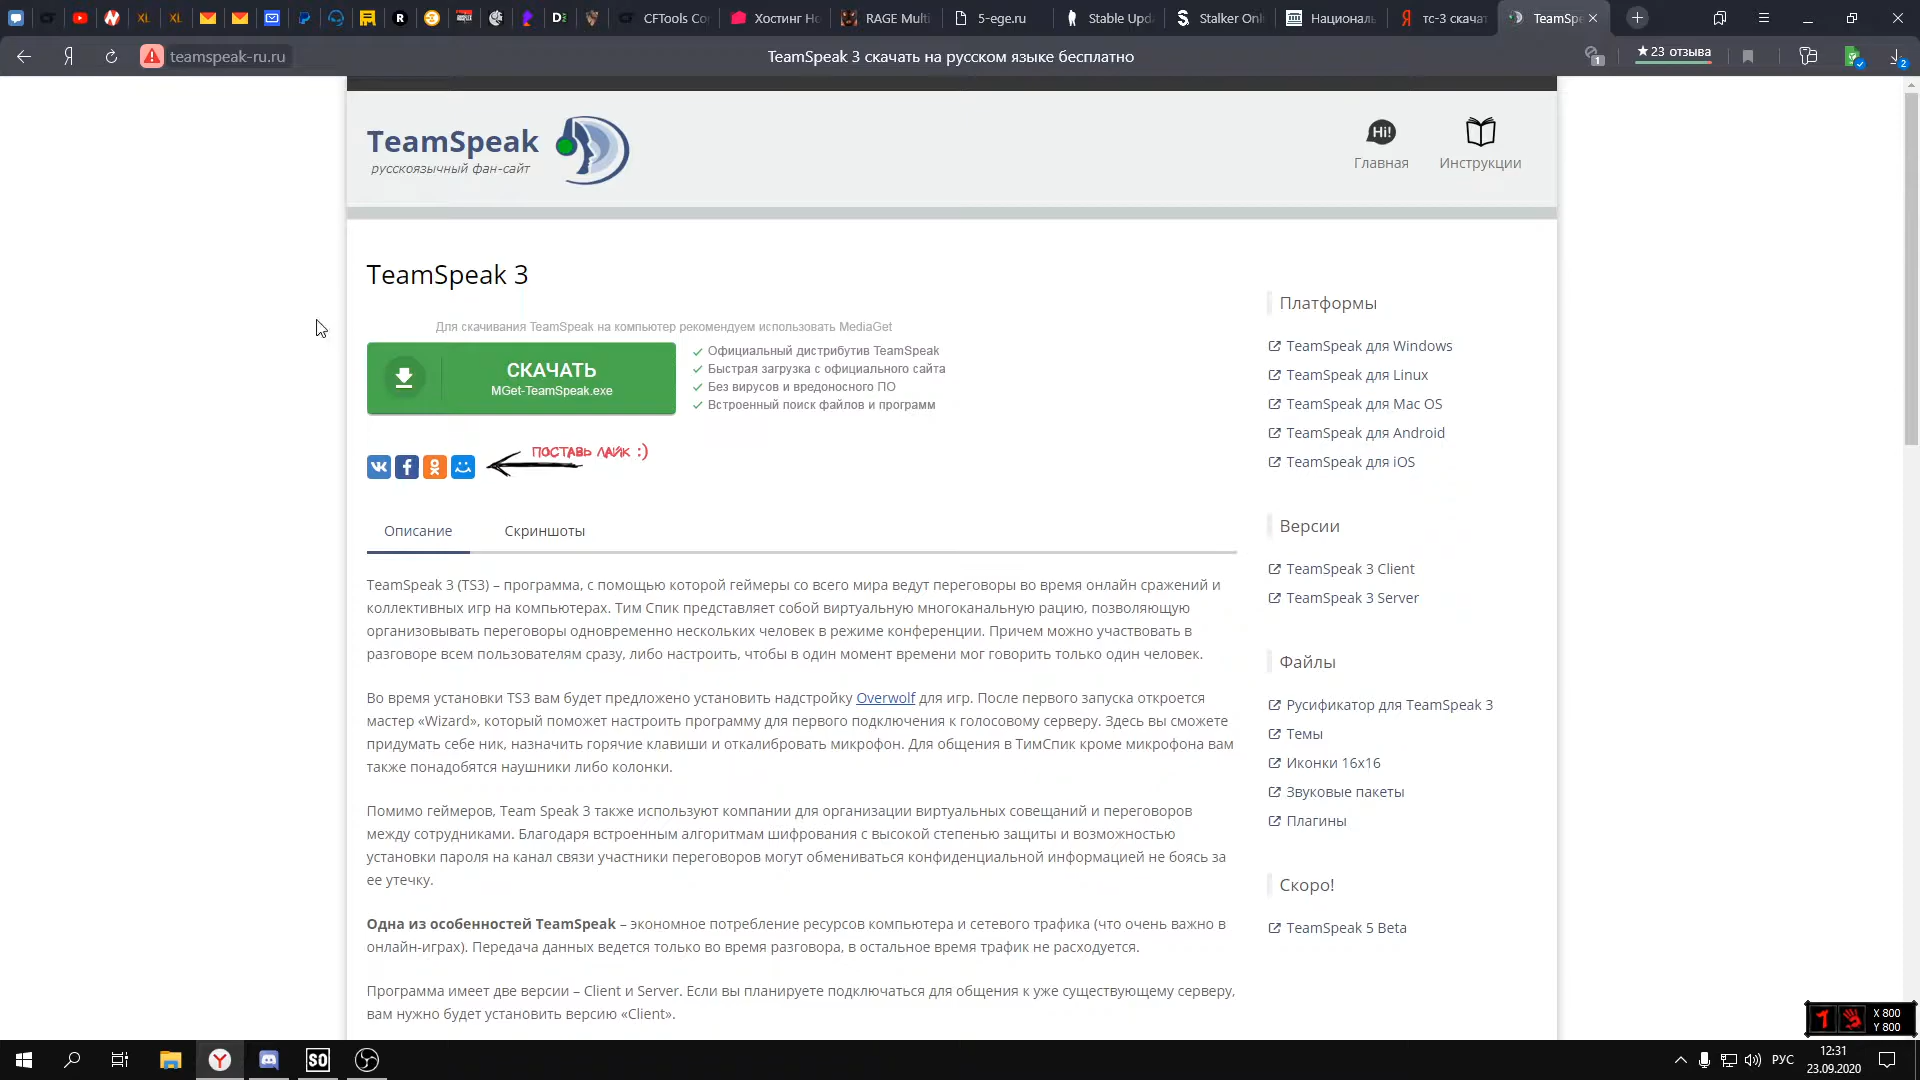 CFTools Co
Хостинг Н
RAGE Multi
5-ege.ru
Stable Upd
Stalker Onl
Националь
тс-3 скачат
TeamSpe
teamspeak-ru.ru
TeamSpeak 3 скачать на русском языке бесплатно
★23 отзыва
TeamSpeak
русскоязычный фан-сайт
Hi!
Главная
Инструкции
TeamSpeak 3
Для скачивания TeamSpeak на компьютер рекомендуем использовать MediaGet
СКАЧАТЬ
MGet-TeamSpeak.exe
Официальный дистрибутив TeamSpeak
Быстрая загрузка с официального сайта
Без вирусов и вредоносного ПО
Встроенный поиск файлов и программ
ПОСТАВЬ ЛАЙК :)
Описание
Скриншоты
TeamSpeak 3 (TS3) – программа, с помощью которой геймеры со всего мира ведут переговоры во время онлайн сражений и
коллективных игр на компьютерах. Тим Спик представляет собой виртуальную многоканальную рацию, позволяющую
организовывать переговоры одновременно нескольких человек в режиме конференции. Причем можно участвовать в
разговоре всем пользователям сразу, либо настроить, чтобы в один момент времени мог говорить только один человек.
Во время установки TS3 вам будет предложено установить надстройку Overwolf для игр. После первого запуска откроется
мастер «Wizard», который поможет настроить программу для первого подключения к голосовому серверу. Здесь вы сможете
придумать себе ник, назначить горячие клавиши и откалибровать микрофон. Для общения в ТимСпик кроме микрофона вам
также понадобятся наушники либо колонки.
Помимо геймеров, Team Speak 3 также используют компании для организации виртуальных совещаний и переговоров
между сотрудниками. Благодаря встроенным алгоритмам шифрования с высокой степенью защиты и возможностью
установки пароля на канал связи участники переговоров могут обмениваться конфиденциальной информацией не боясь за
ее утечку.
Одна из особенностей TeamSpeak – экономное потребление ресурсов компьютера и сетевого трафика (что очень важно в
онлайн-играх). Передача данных ведется только во время разговора, в остальное время трафик не расходуется.
Программа имеет две версии – Client и Server. Если вы планируете подключаться для общения к уже существующему серверу,
вам нужно будет установить версию «Client».
Платформы
TeamSpeak для Windows
TeamSpeak для Linux
TeamSpeak для Mac OS
TeamSpeak для Android
TeamSpeak для iOS
Версии
TeamSpeak 3 Client
TeamSpeak 3 Server
Файлы
Русификатор для TeamSpeak 3
Темы
Иконки 16x16
Звуковые пакеты
Плагины
Скоро!
TeamSpeak 5 Beta
X 800
Y 800
РУС
12:31
23.09.2020